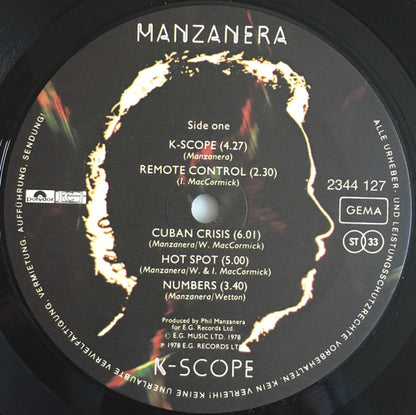 MANZANERA
Side one
K-SCOPE (4.27)
(Manzanera)
REMOTE CONTROL (2.30)
(I. MacCormick)
CUBAN CRISIS (6.01)
(Manzanera/W. MacCormick)
HOT SPOT (5.00)
(Manzanera/W. & I. MacCormick)
NUMBERS (3.40)
(Manzanera/Wetton)
Produced by Phil Manzanera
for E.G. Records Ltd.
© E.G. MUSIC LTD. 1978
℗ 1978 E.G. RECORDS LT
K-SCOPE
polydor
2344 127
GEMA
ST 33
ALLE URHEBER- UND LEISTUNGSSCHUTZRECHTE VORBEHALTEN. KEIN VERLEIH! KEINE UNERLAUBTE VERVIELFÄLTIGUNG, VERMIETUNG, AUFFÜHRUNG, SENDUNG!